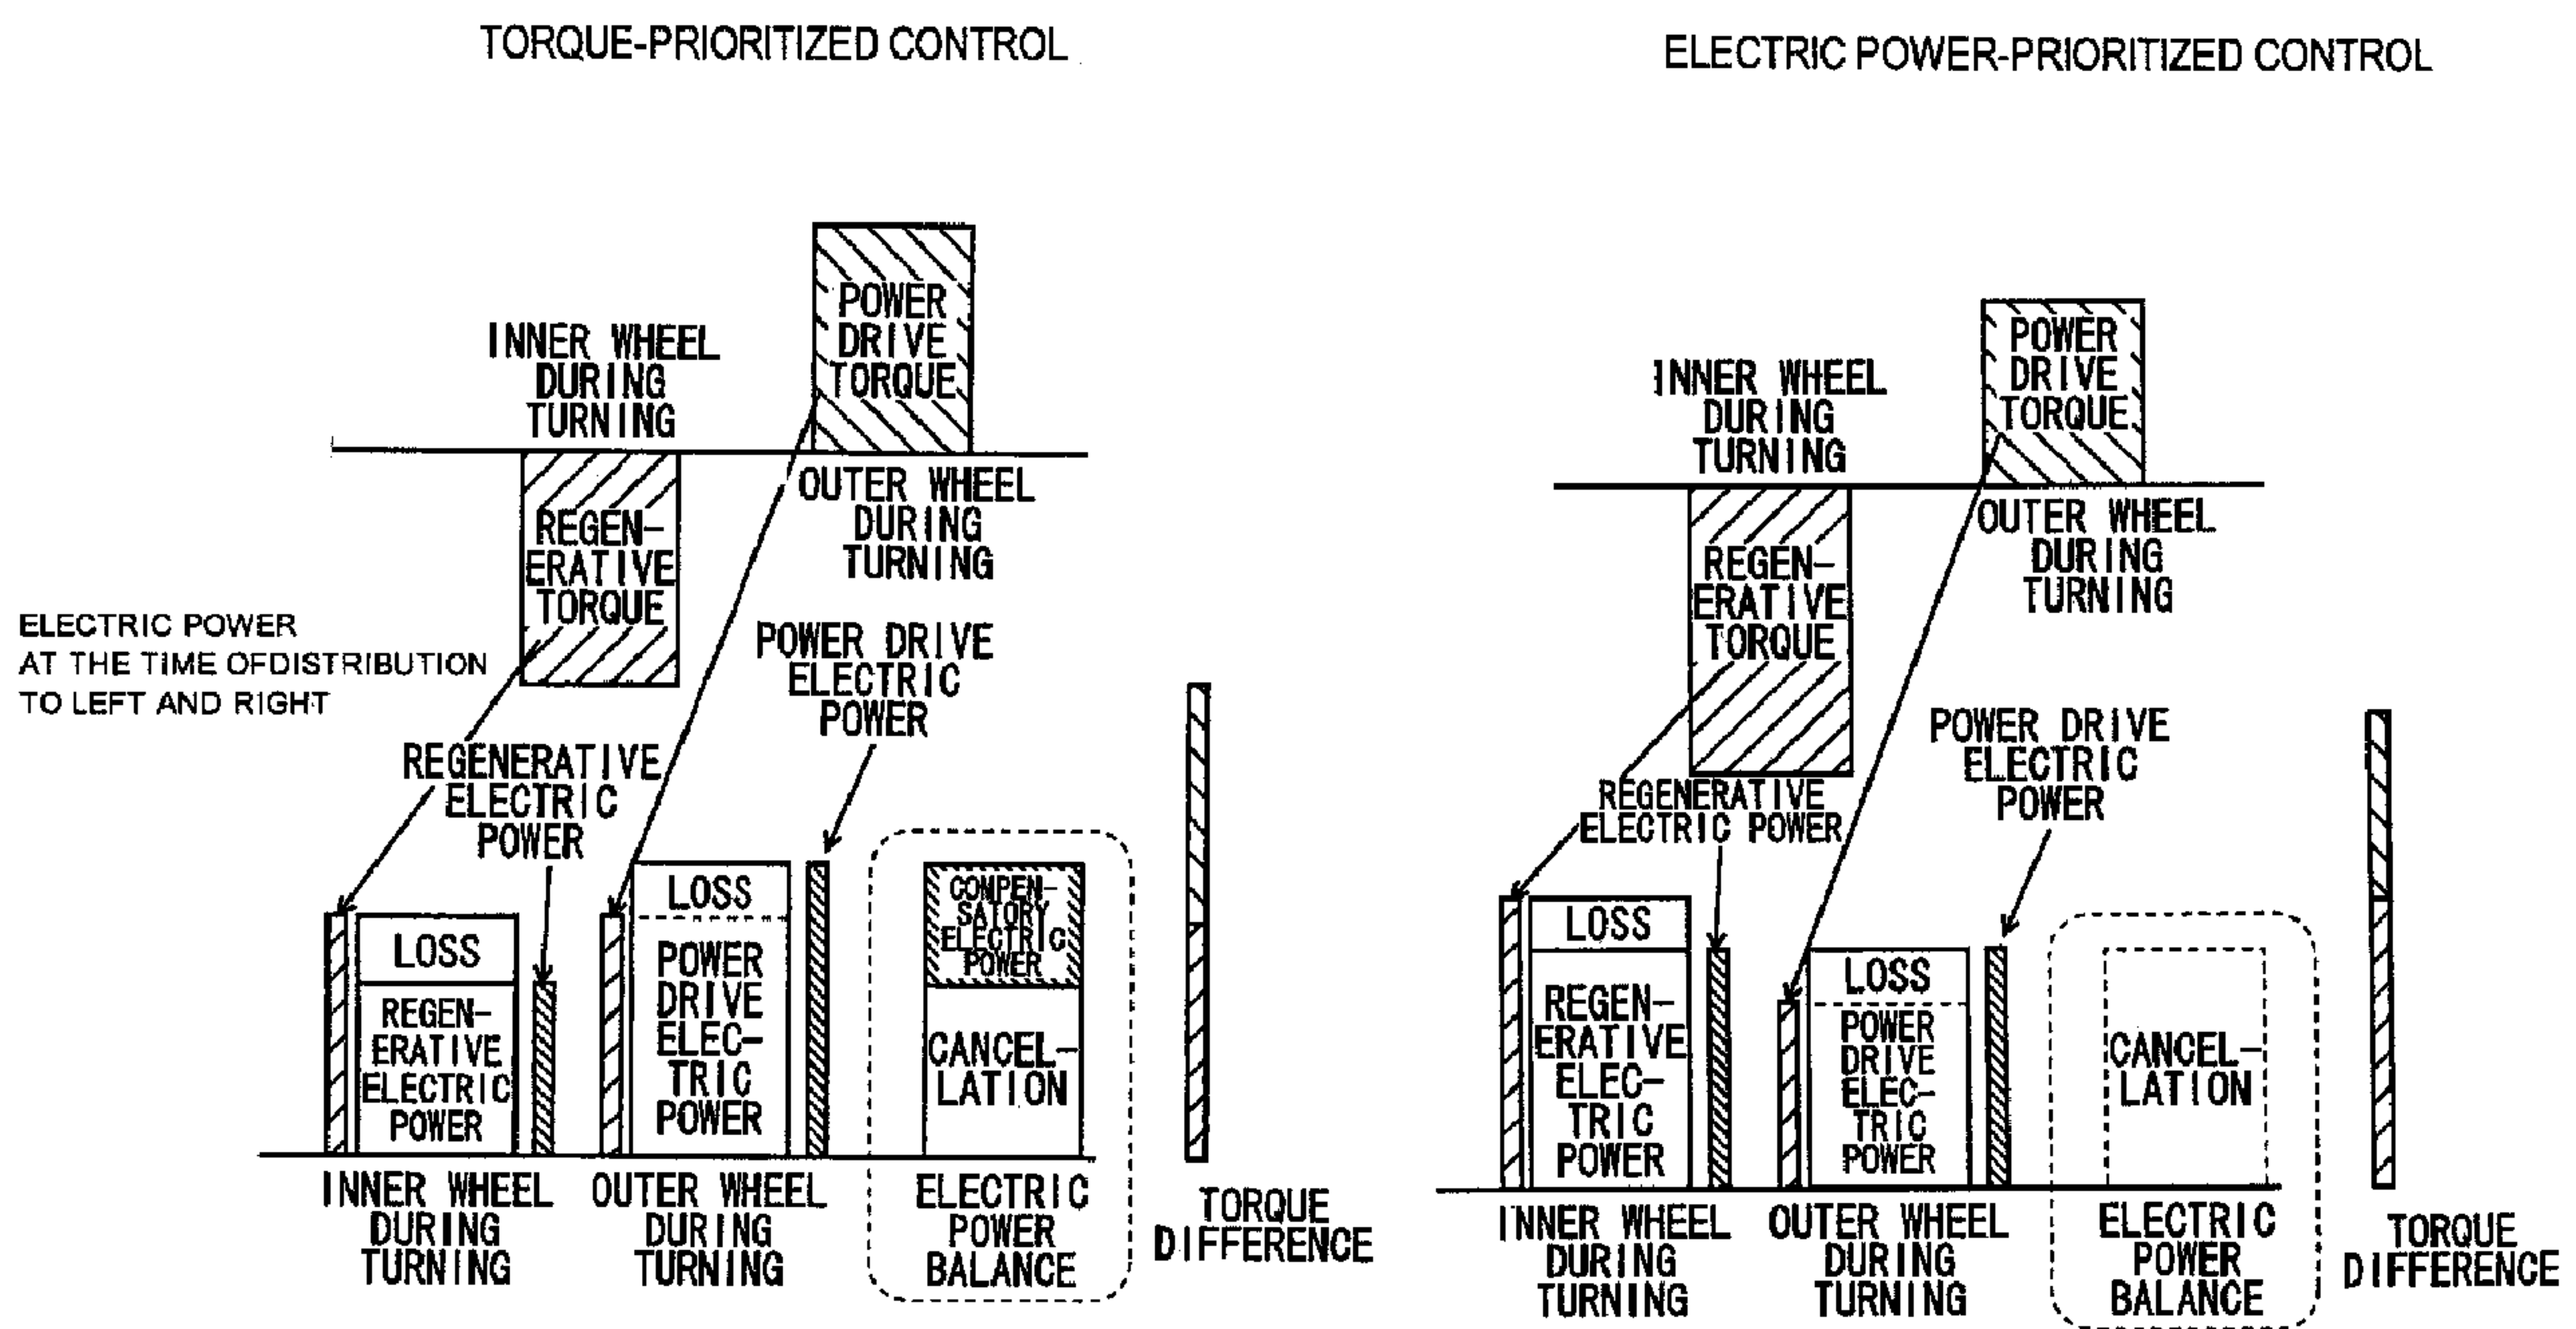 TORQUE-PRIORITIZED CONTROL
INNER WHEEL
DURING
TURNING
POWER
DRIVE
TORQUE
REGEN-
ERATIVE
TORQUE
OUTER WHEEL
DURING
TURNING
ELECTRIC POWER
AT THE TIME OFDISTRIBUTION
TO LEFT AND RIGHT
REGENERATIVE
ELECTRIC
POWER
POWER DRIVE
ELECTRIC
POWER
LOSS
REGEN-
ERATIVE
ELECTRIC
POWER
LOSS
POWER
DRIVE
ELEC-
TRIC
POWER
COMPEN-
SATORY
ELECTRIC
POWER
CANCEL-
LATION
INNER WHEEL
DURING
TURNING
OUTER WHEEL
DURING
TURNING
ELECTRIC
POWER
BALANCE
TORQUE
DIFFERENCE
ELECTRIC POWER-PRIORITIZED CONTROL
INNER WHEEL
DURING
TURNING
POWER
DRIVE
TORQUE
REGEN-
ERATIVE
TORQUE
OUTER WHEEL
DURING
TURNING
REGENERATIVE
ELECTRIC POWER
POWER DRIVE
ELECTRIC
POWER
LOSS
REGEN-
ERATIVE
ELEC-
TRIC
POWER
LOSS
POWER
DRIVE
ELEC-
TRIC
POWER
CANCEL-
LATION
INNER WHEEL
DURING
TURNING
OUTER WHEEL
DURING
TURNING
ELECTRIC
POWER
BALANCE
TORQUE
DIFFERENCE